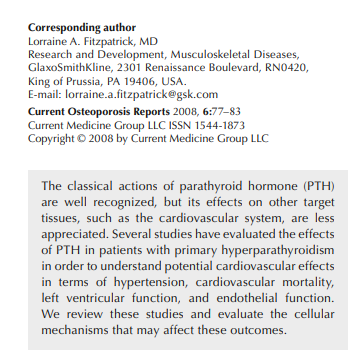 Corresponding author
Lorraine A. Fitzpatrick, MD
Research and Development, Musculoskeletal Diseases,
GlaxoSmithKline, 2301 Renaissance Boulevard, RN0420,
King of Prussia, PA 19406, USA.
E-mail: lorraine.a.fitzpatrick@gsk.com
Current Osteoporosis Reports 2008, 6:77–83
Current Medicine Group LLC ISSN 1544-1873
Copyright © 2008 by Current Medicine Group LLC
The classical actions of parathyroid hormone (PTH)
are well recognized, but its effects on other target
tissues, such as the cardiovascular system, are less
appreciated. Several studies have evaluated the effects
of PTH in patients with primary hyperparathyroidism
in order to understand potential cardiovascular effects
in terms of hypertension, cardiovascular mortality,
left ventricular function, and endothelial function.
We review these studies and evaluate the cellular
mechanisms that may affect these outcomes.